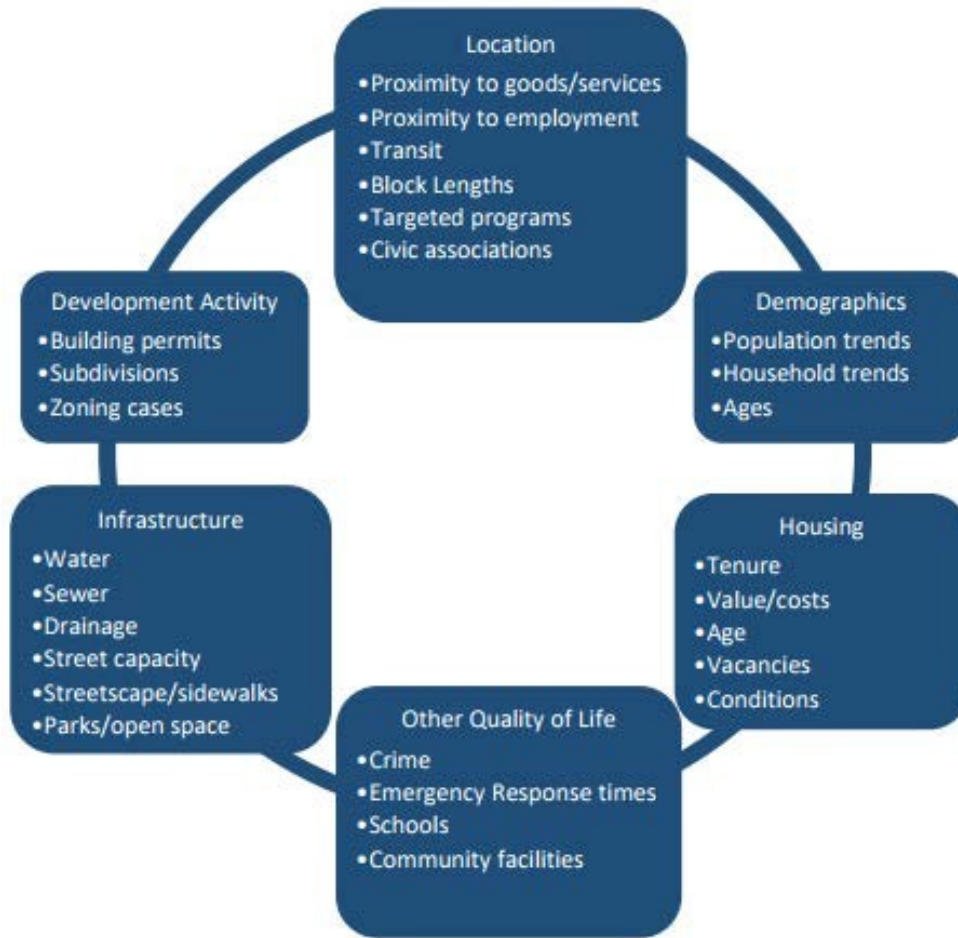 Location
•Proximity to goods/services
•Proximity to employment
•Transit
•Block Lengths
•Targeted programs
•Civic associations
Development Activity
•Building permits
•Subdivisions
•Zoning cases
Demographics
•Population trends
•Household trends
•Ages
Infrastructure
•Water
•Sewer
•Drainage
•Street capacity
•Streetscape/sidewalks
•Parks/open space
Housing
•Tenure
•Value/costs
•Age
•Vacancies
•Conditions
Other Quality of Life
•Crime
•Emergency Response times
•Schools
•Community facilities